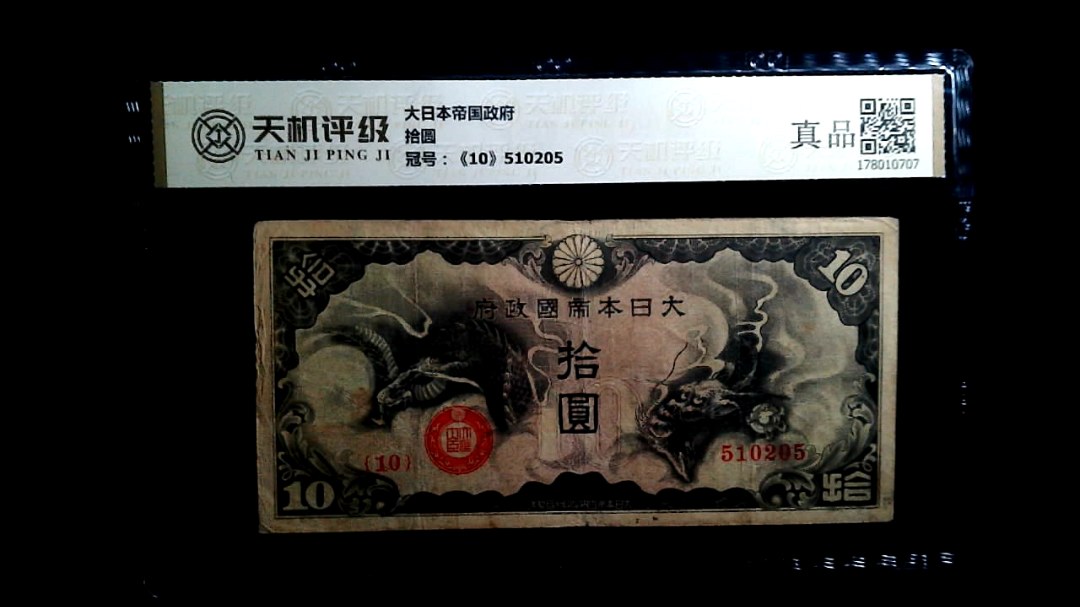 天机评级
TIAN JI PING JI
大日本帝国政府
拾圆
冠号：《10》510205
真品
178010707
拾
10
府政國帝本日大
拾
圓
(10)
510205
10
拾